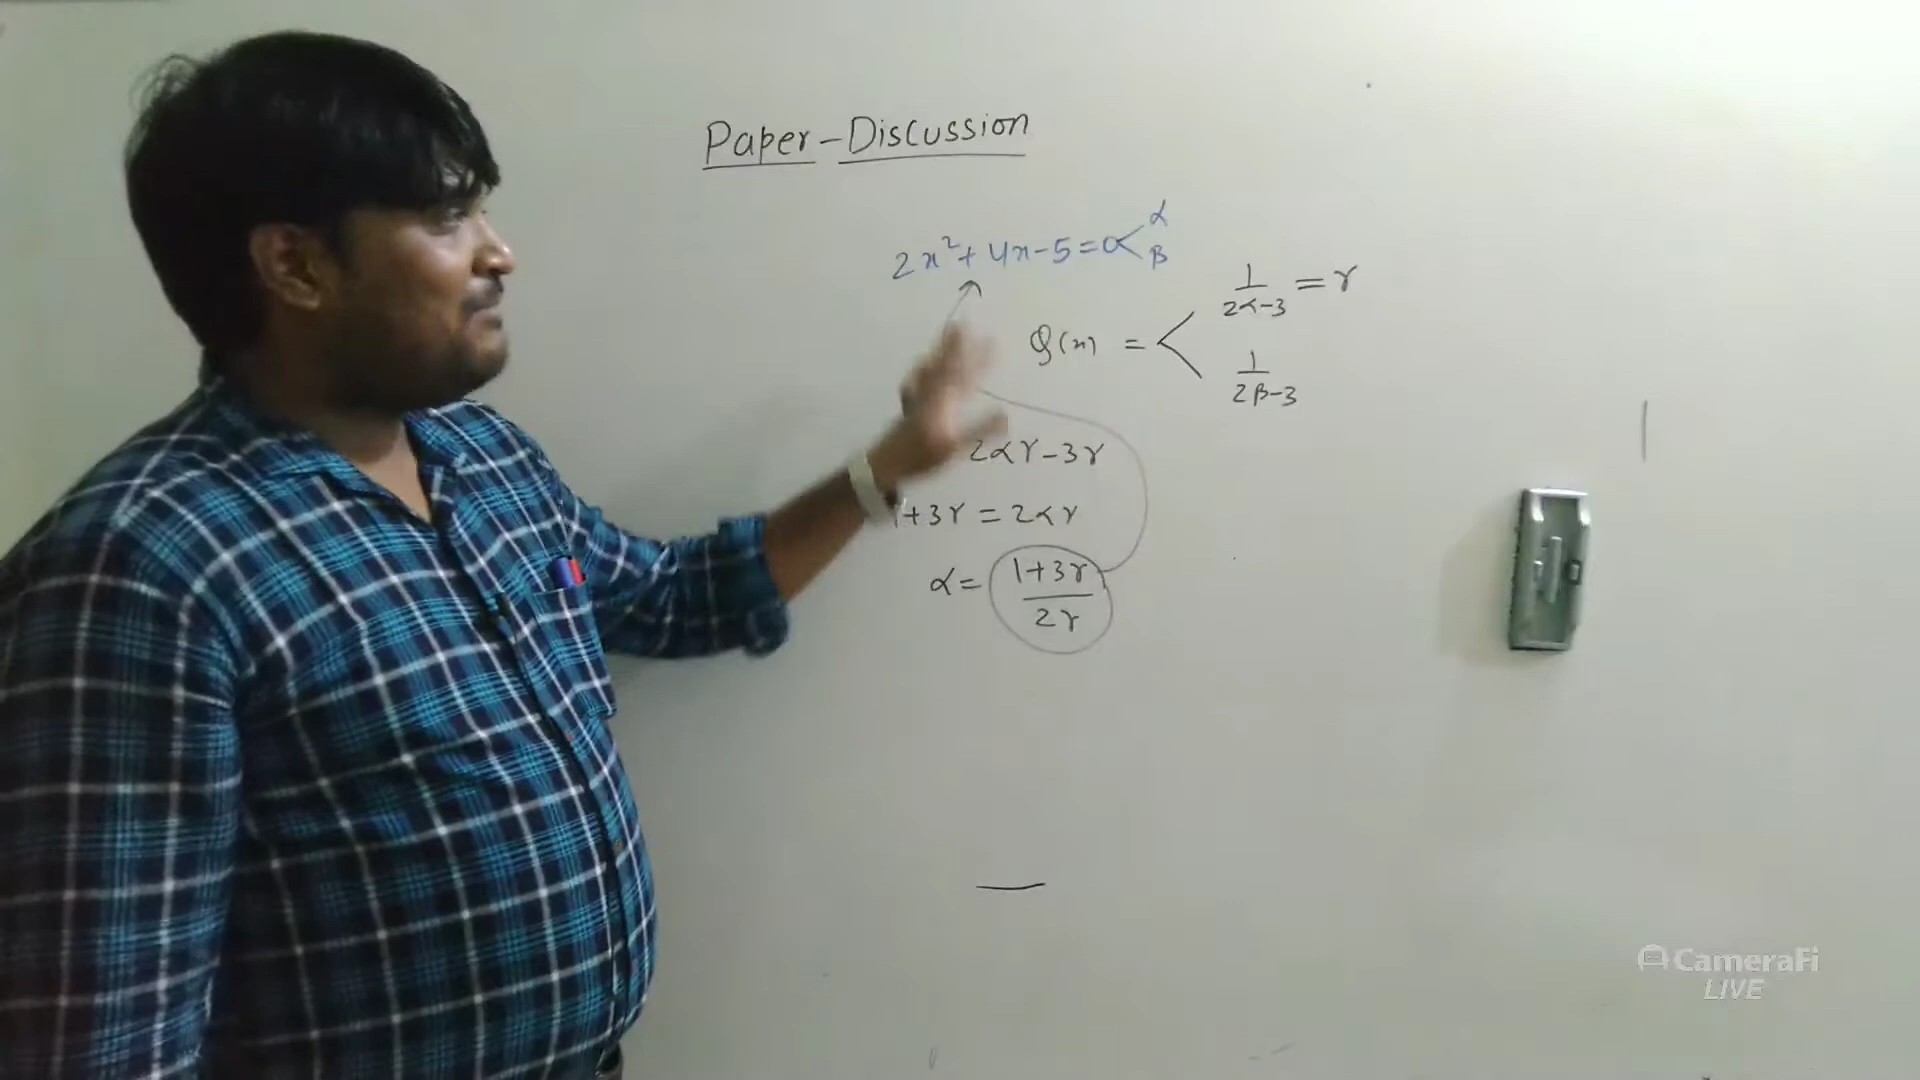 Paper-Discussion
2x²+4x-5=0 < α β
Q(x) = < 1/(2α-3) = γ
1/(2β-3)
2αγ-3γ
1+3γ = 2αγ
α = (1+3γ)/(2γ)
CameraFi
LIVE